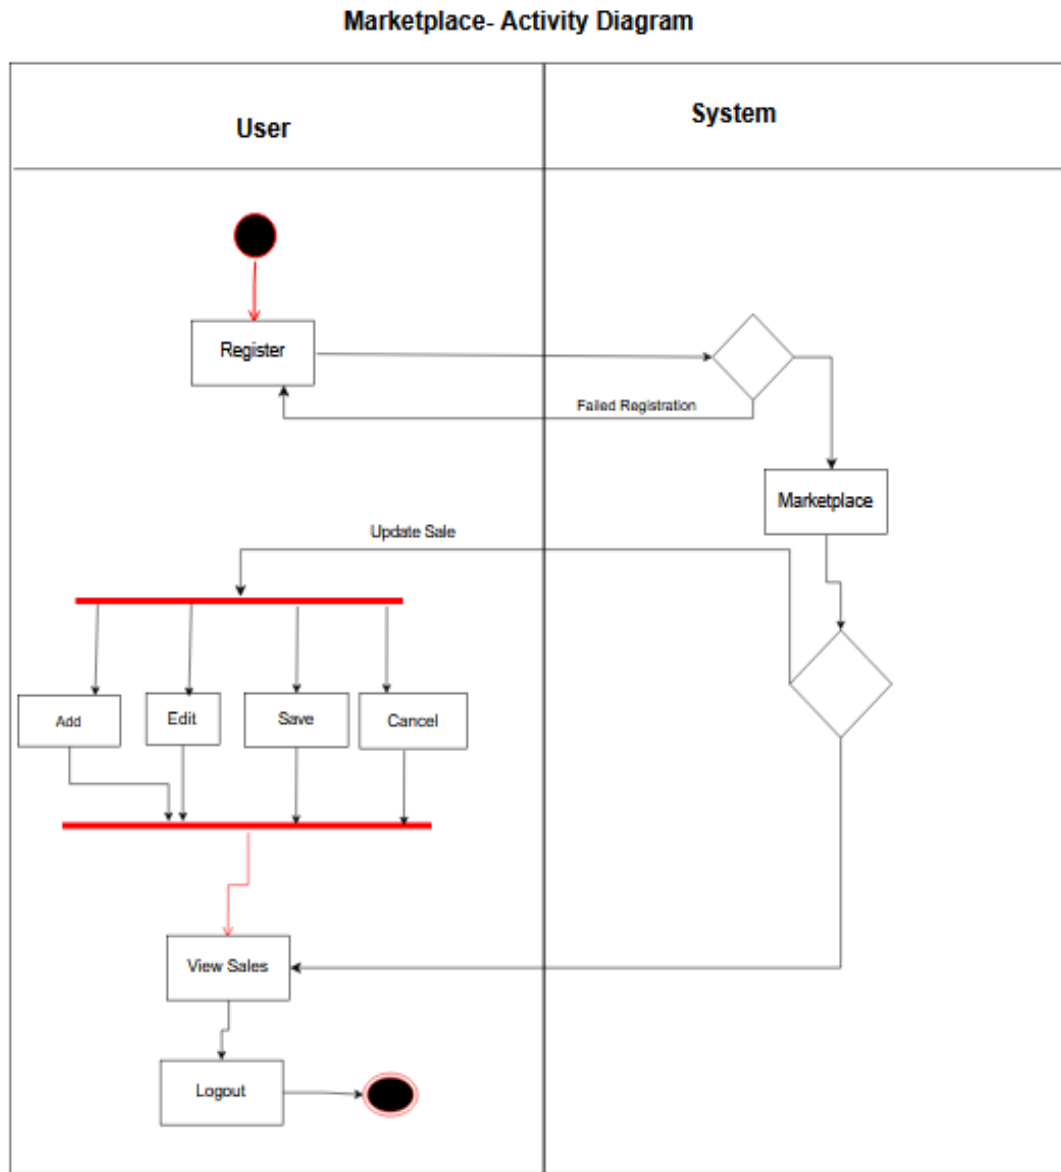 Marketplace- Activity Diagram
User
System
Register
Failed Registration
Marketplace
Update Sale
Add
Edit
Save
Cancel
View Sales
Logout